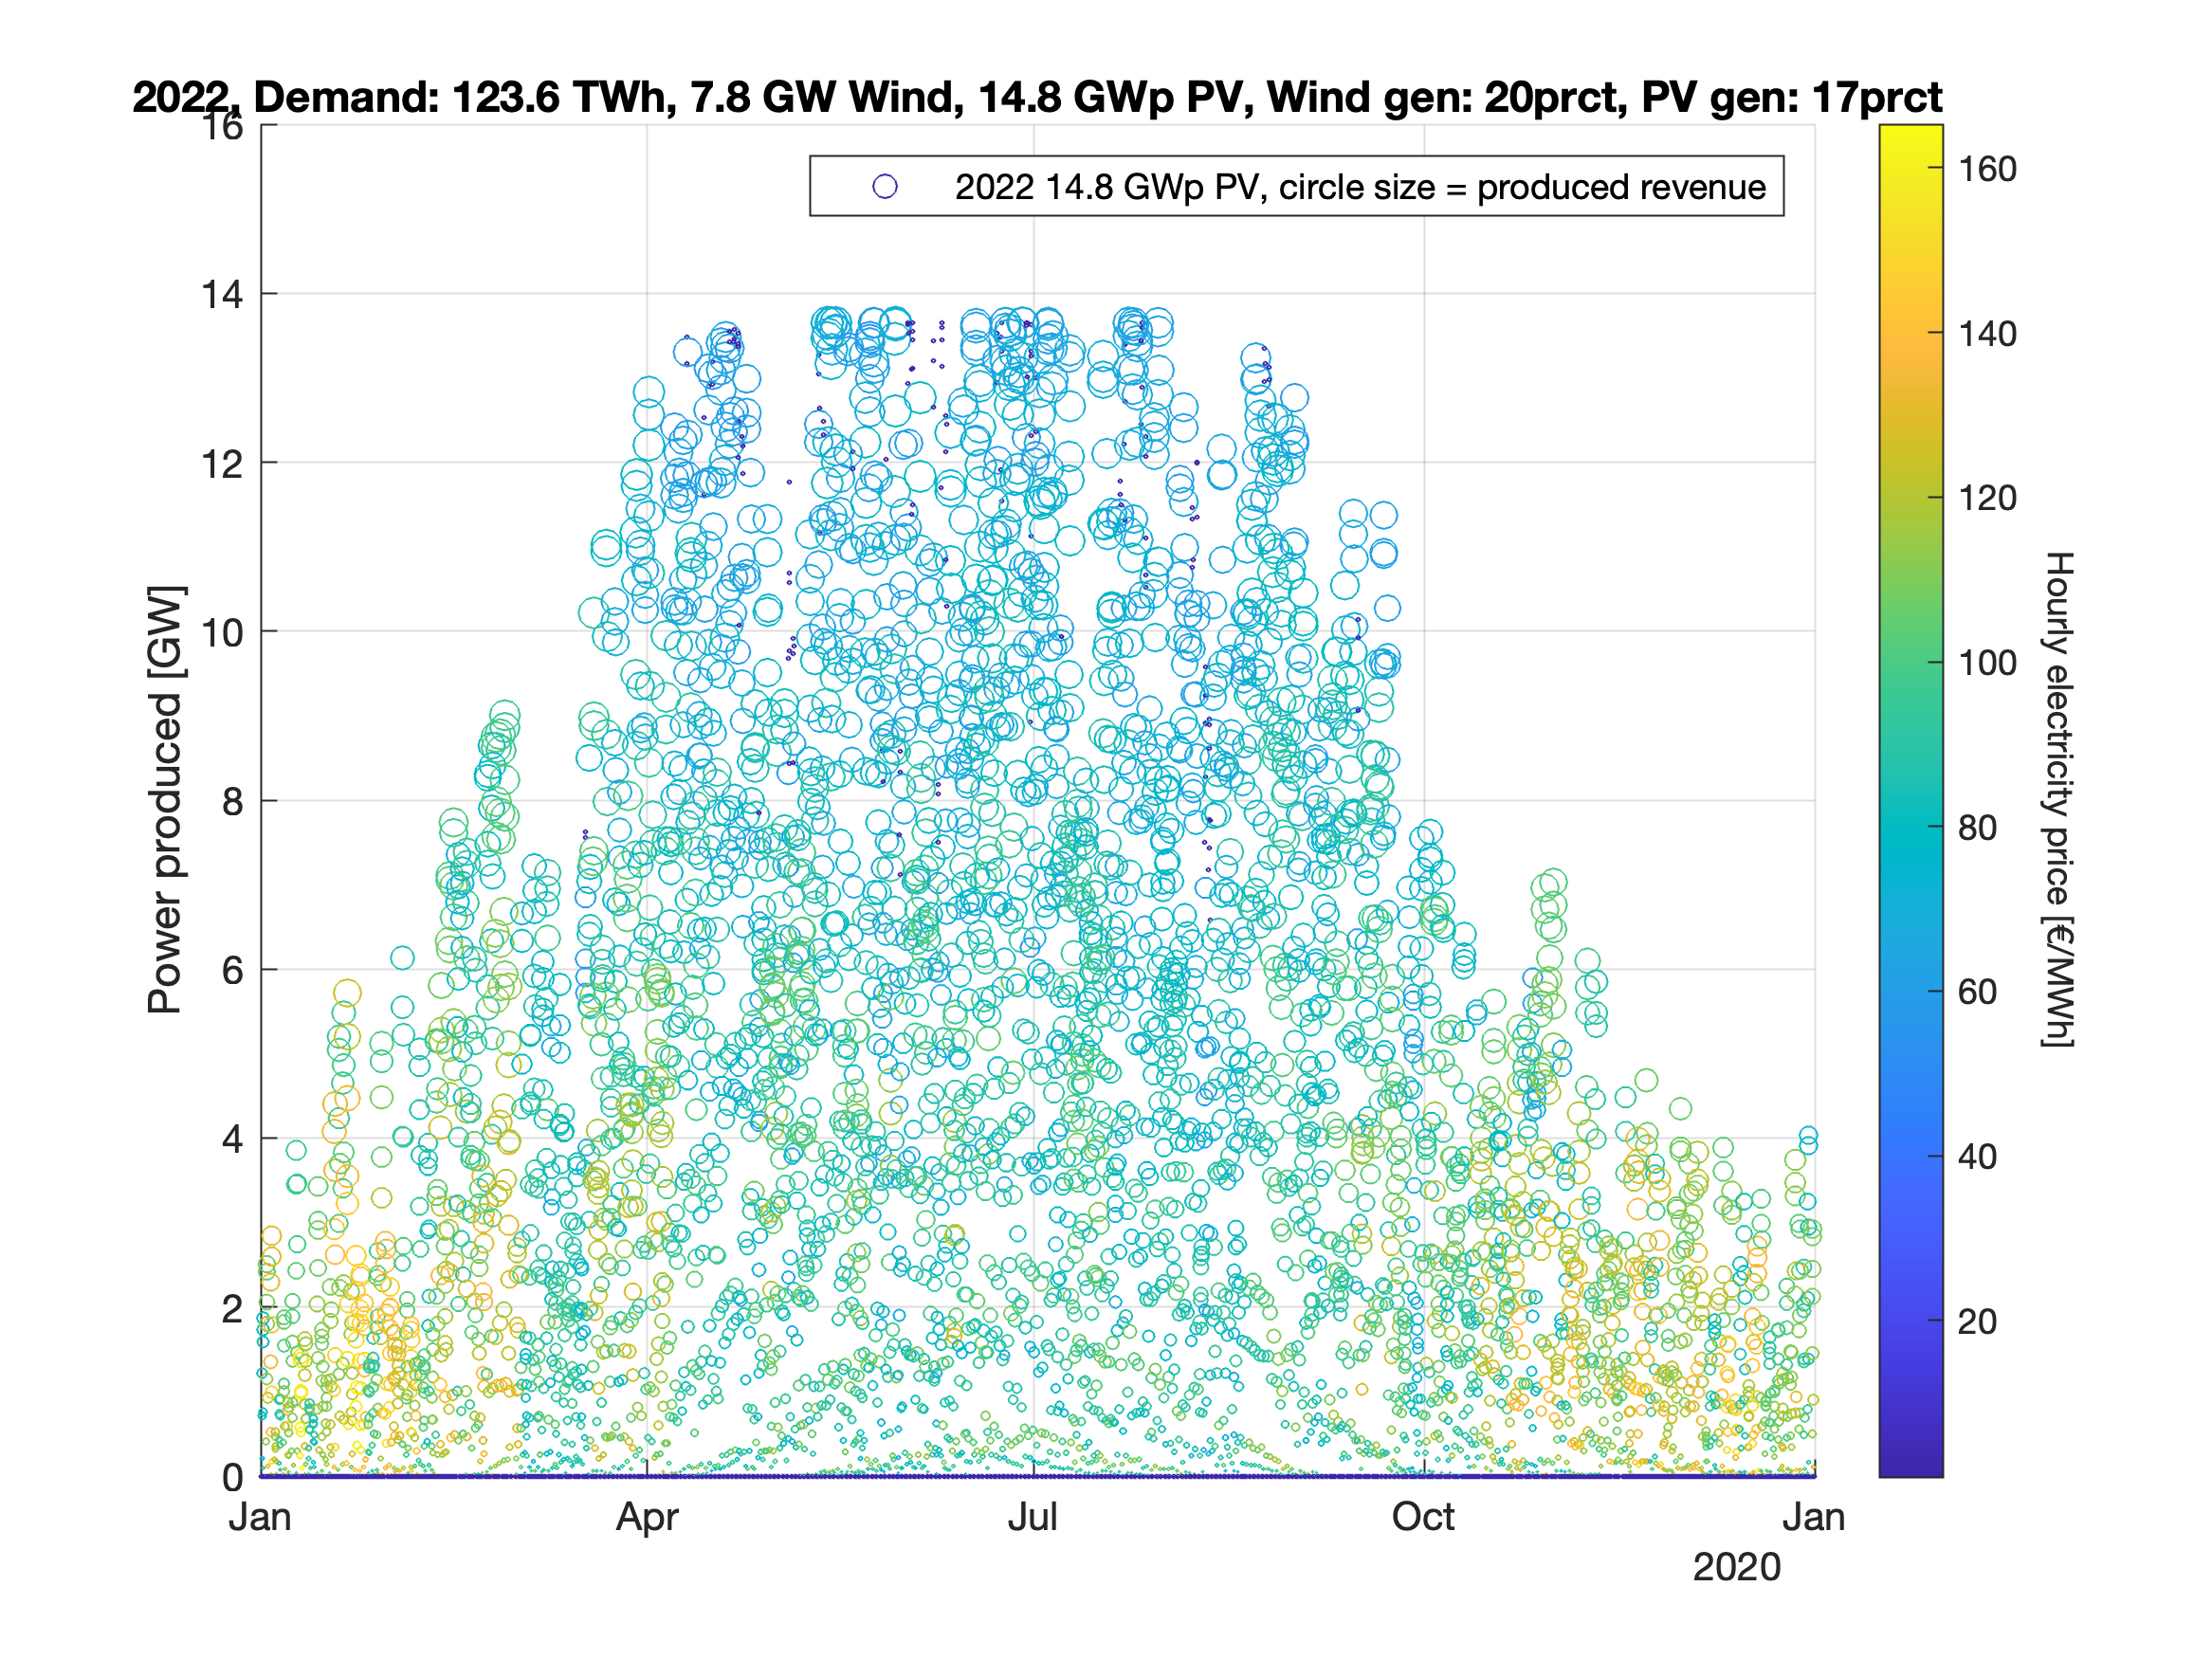 2022, Demand: 123.6 TWh, 7.8 GW Wind, 14.8 GWp PV, Wind gen: 20prct, PV gen: 17prct
2022 14.8 GWp PV, circle size = produced revenue
Power produced [GW]
16
14
12
10
8
6
4
2
0
Jan
Apr
Jul
Oct
Jan
2020
160
140
120
100
80
60
40
20
Hourly electricity price [€/MWh]